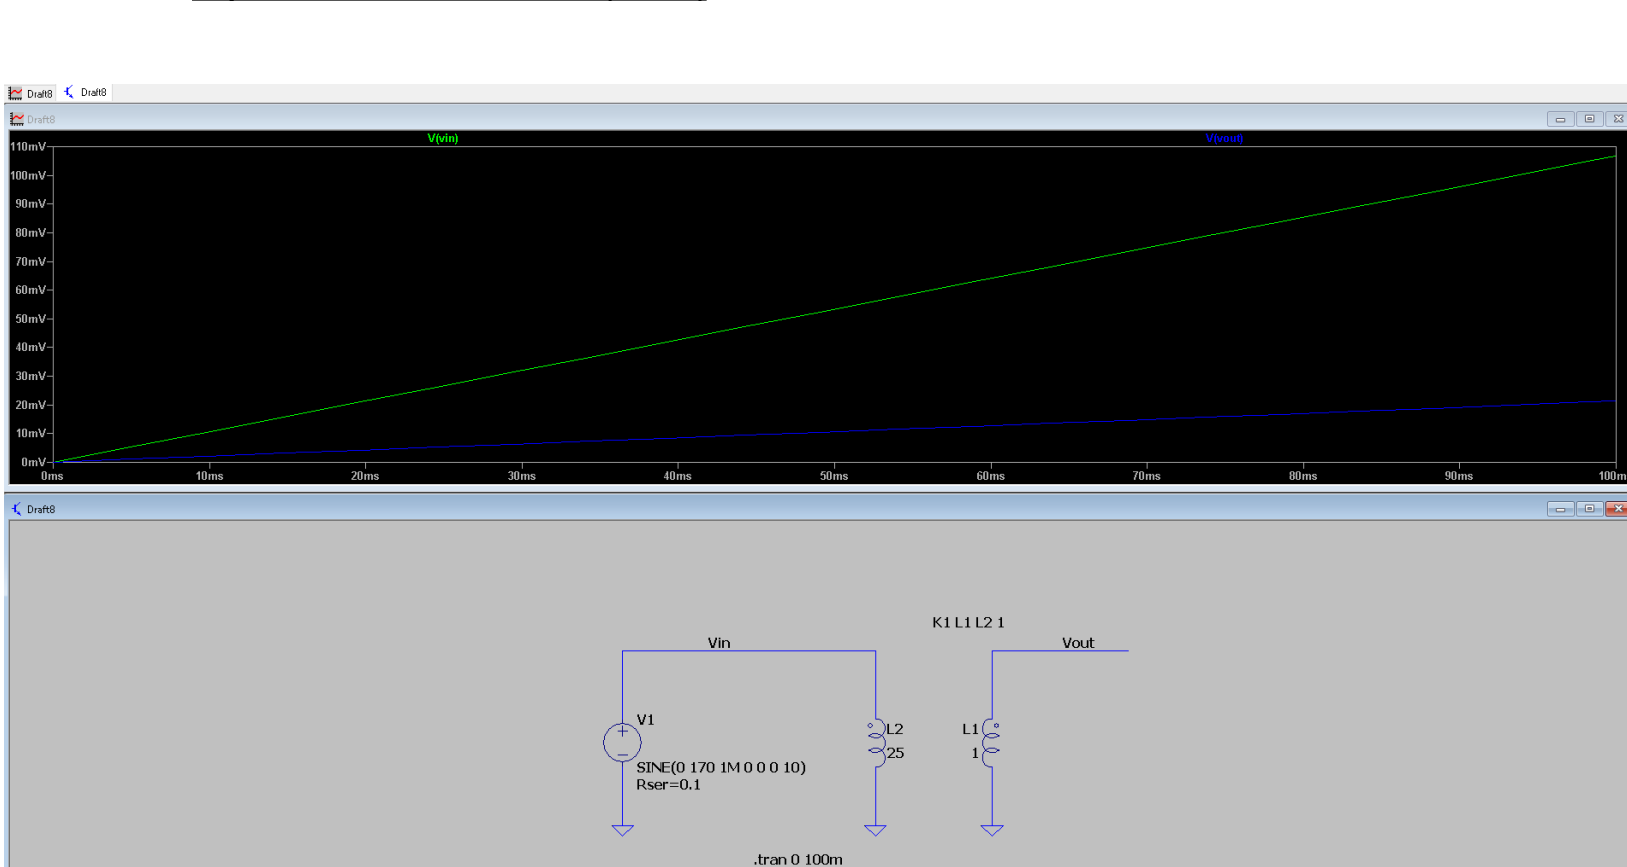 Draft8 Draft8
Draft8
V(vin) V(vout)
110mV
100mV
90mV
80mV
70mV
60mV
50mV
40mV
30mV
20mV
10mV
0mV
0ms 10ms 20ms 30ms 40ms 50ms 60ms 70ms 80ms 90ms 100m
Draft8
K1 L1 L2 1
Vin Vout
V1
L2 L1
25 1
SINE(0 170 1M 0 0 0 10)
Rser=0.1
.tran 0 100m